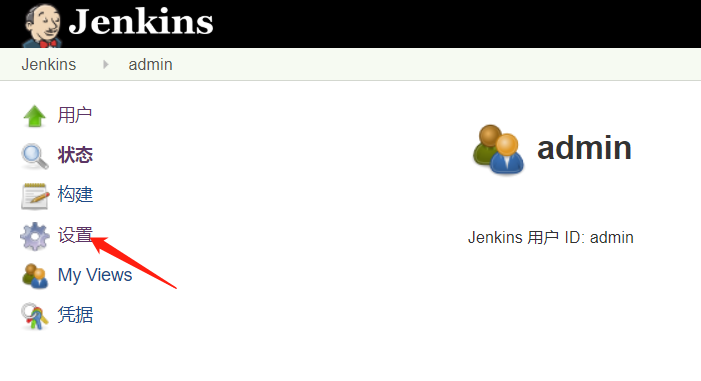 Jenkins
Jenkins admin
用户
状态
构建
设置
My Views
凭据
admin
Jenkins 用户 ID: admin